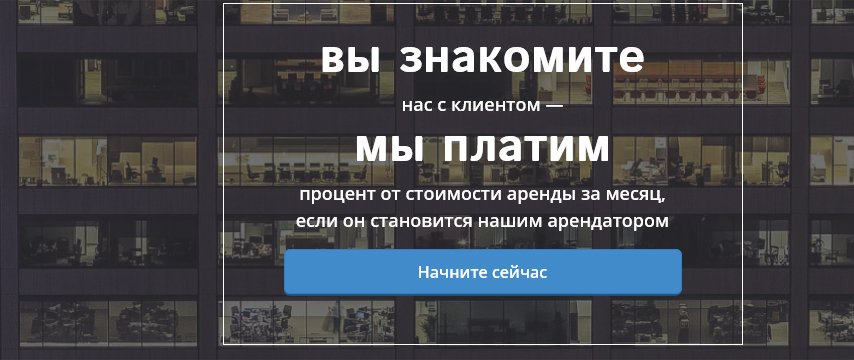 вы знакомите
нас с клиентом —
мы платим
процент от стоимости аренды за месяц,
если он становится нашим арендатором
Начните сейчас